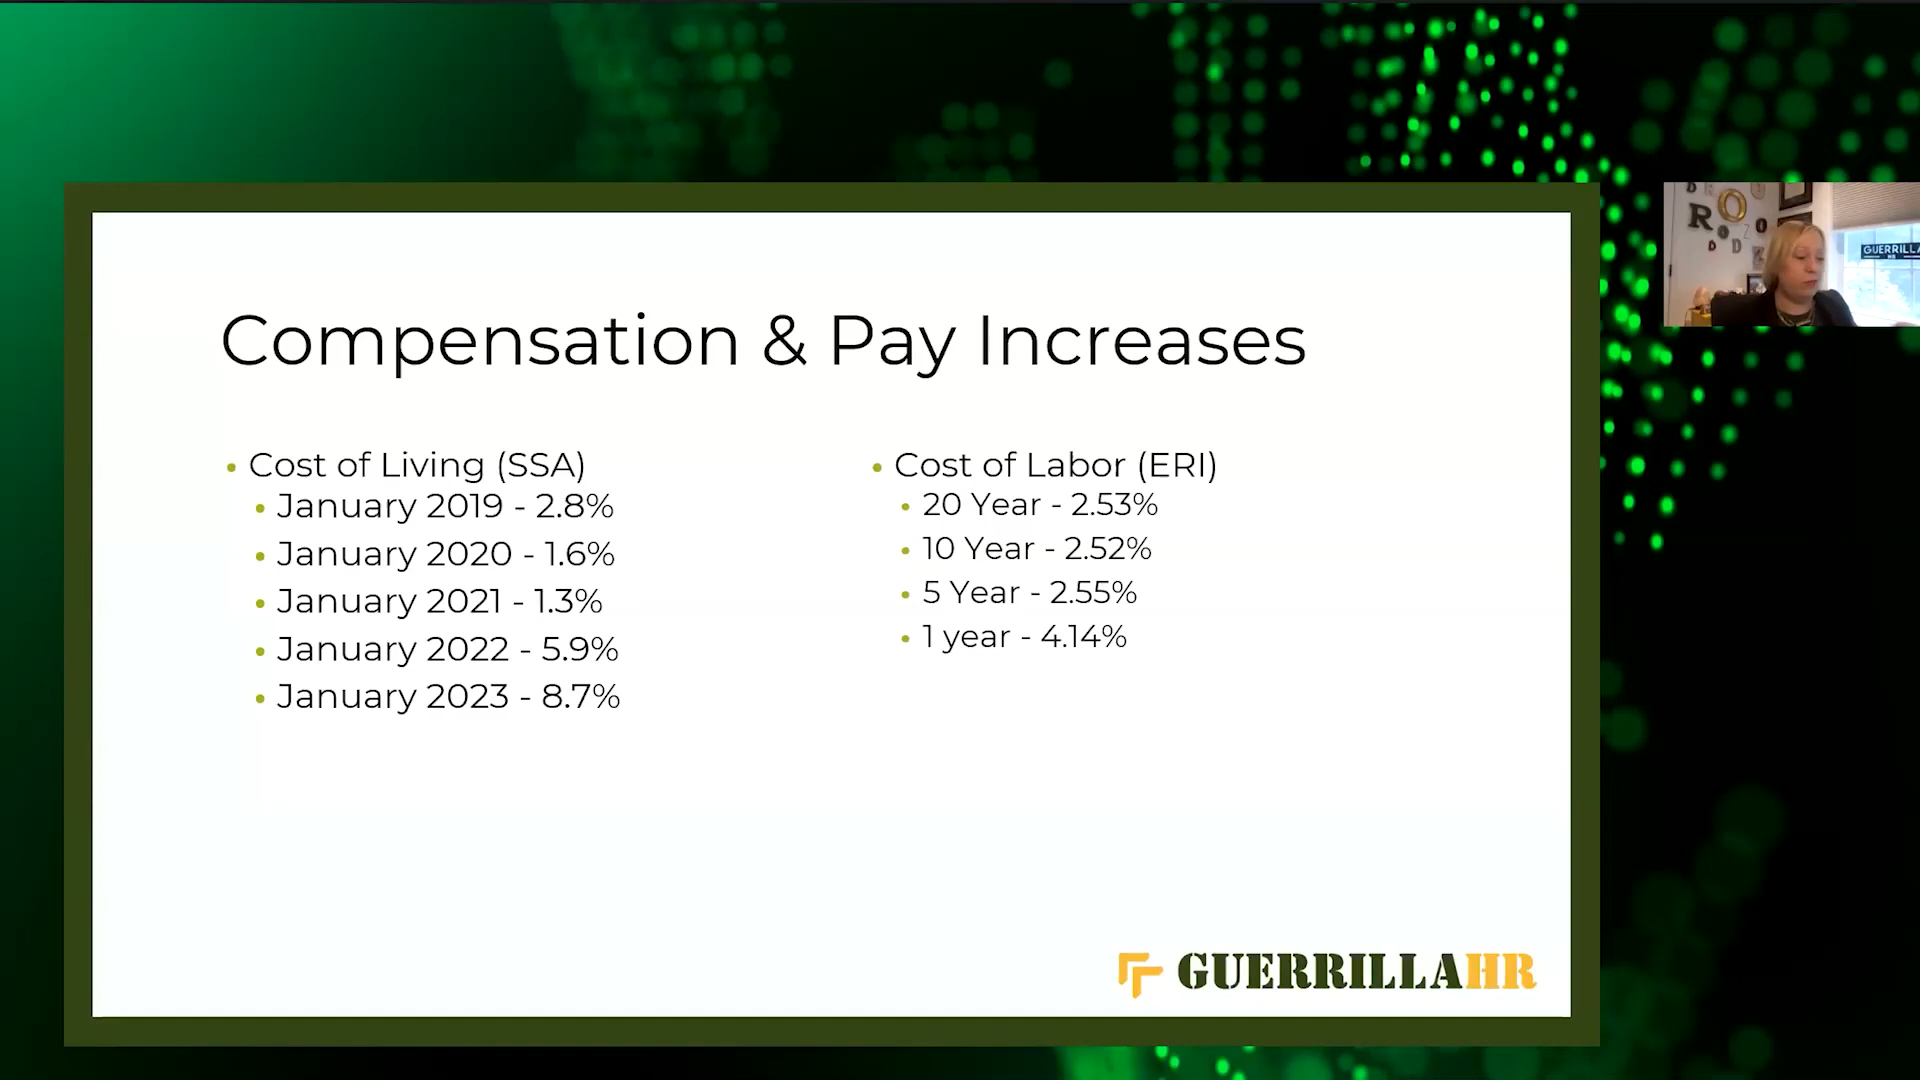 Compensation & Pay Increases
Cost of Living (SSA)
January 2019 - 2.8%
January 2020 - 1.6%
January 2021 - 1.3%
January 2022 - 5.9%
January 2023 - 8.7%
Cost of Labor (ERI)
20 Year - 2.53%
10 Year - 2.52%
5 Year - 2.55%
1 year - 4.14%
GUERRILLAHR
GUERRILLA
HR